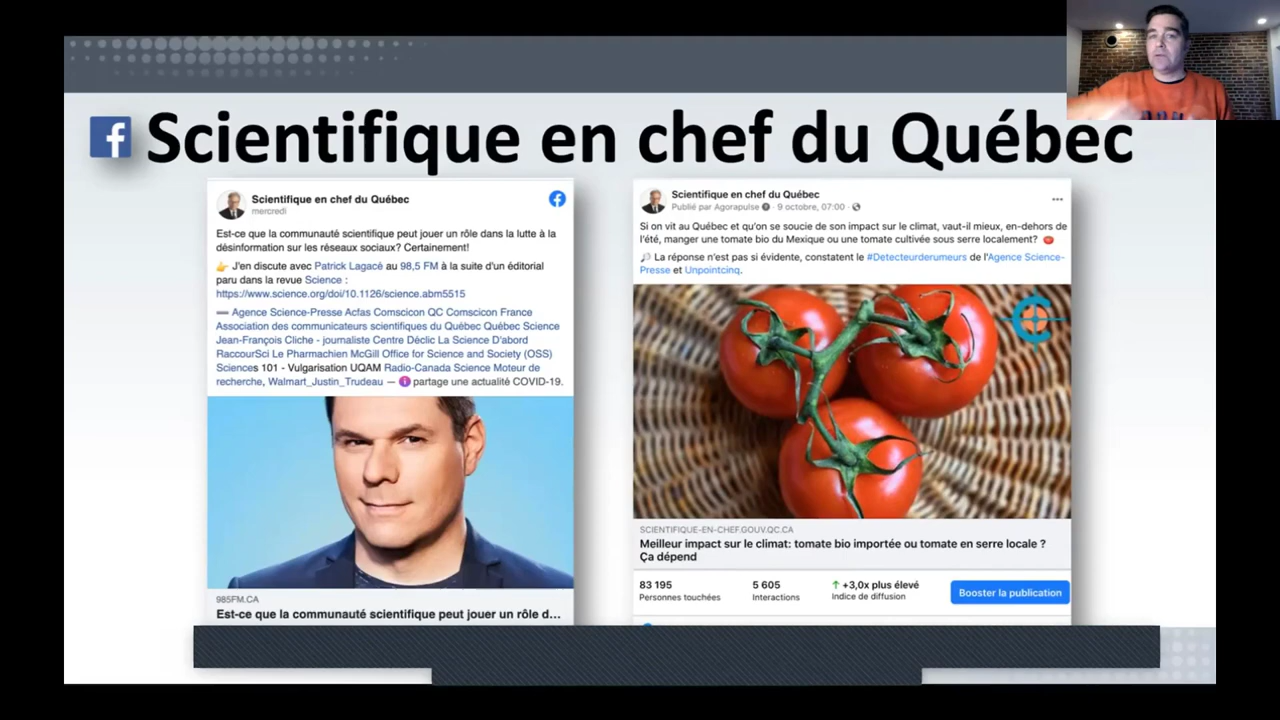 Scientifique en chef du Québec
Scientifique en chef du Québec
mercredi
Est-ce que la communauté scientifique peut jouer un rôle dans la lutte à la
désinformation sur les réseaux sociaux? Certainement!
👉 J'en discute avec Patrick Lagacé au 98,5 FM à la suite d'un éditorial
paru dans la revue Science :
https://www.science.org/doi/10.1126/science.abm5515
➖ Agence Science-Presse Acfas Comscicon QC Comscicon France
Association des communicateurs scientifiques du Québec Québec Science
Jean-François Cliche - journaliste Centre Déclic La Science D'abord
RaccourSci Le Pharmachien McGill Office for Science and Society (OSS)
Sciences 101 - Vulgarisation UQAM Radio-Canada Science Moteur de
recherche, Walmart_Justin_Trudeau — ℹ️ partage une actualité COVID-19.
985FM.CA
Est-ce que la communauté scientifique peut jouer un rôle d...
Scientifique en chef du Québec
Publié par Agorapulse · 9 octobre, 07:00 ·
Si on vit au Québec et qu'on se soucie de son impact sur le climat, vaut-il mieux, en-dehors de
l'été, manger une tomate bio du Mexique ou une tomate cultivée sous serre localement? 🍅
🔎 La réponse n'est pas si évidente, constatent le #Detecteurderumeurs de l'Agence Science-
Presse et Unpointcinq.
SCIENTIFIQUE-EN-CHEF.GOUV.QC.CA
Meilleur impact sur le climat: tomate bio importée ou tomate en serre locale ?
Ça dépend
83 195
Personnes touchées
5 605
Interactions
+3,0x plus élevé
Indice de diffusion
Booster la publication